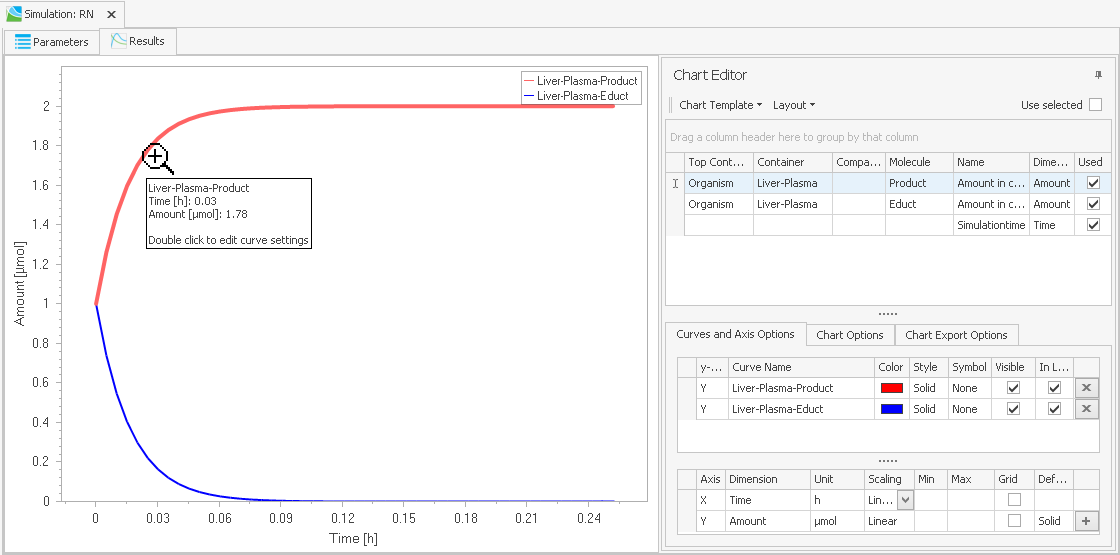 Simulation: RN
Parameters
Results
Liver-Plasma-Product
Liver-Plasma-Educt
2
1.8
1.6
1.4
1.2
1
0.8
0.6
0.4
0.2
0
Amount [µmol]
Liver-Plasma-Product
Time [h]: 0.03
Amount [µmol]: 1.78
Double click to edit curve settings
0 0.03 0.06 0.09 0.12 0.15 0.18 0.21 0.24
Time [h]
Chart Editor
Chart Template Layout Use selected
Drag a column header here to group by that column
Top Cont... Container Compa... Molecule Name Dime... Used
Organism Liver-Plasma Product Amount in c... Amount
Organism Liver-Plasma Educt Amount in c... Amount
Simulationtime Time
Curves and Axis Options Chart Options Chart Export Options
y-... Curve Name Color Style Symbol Visible In L...
Y Liver-Plasma-Product Solid None
Y Liver-Plasma-Educt Solid None
Axis Dimension Unit Scaling Min Max Grid Def...
X Time h Lin...
Y Amount µmol Linear Solid